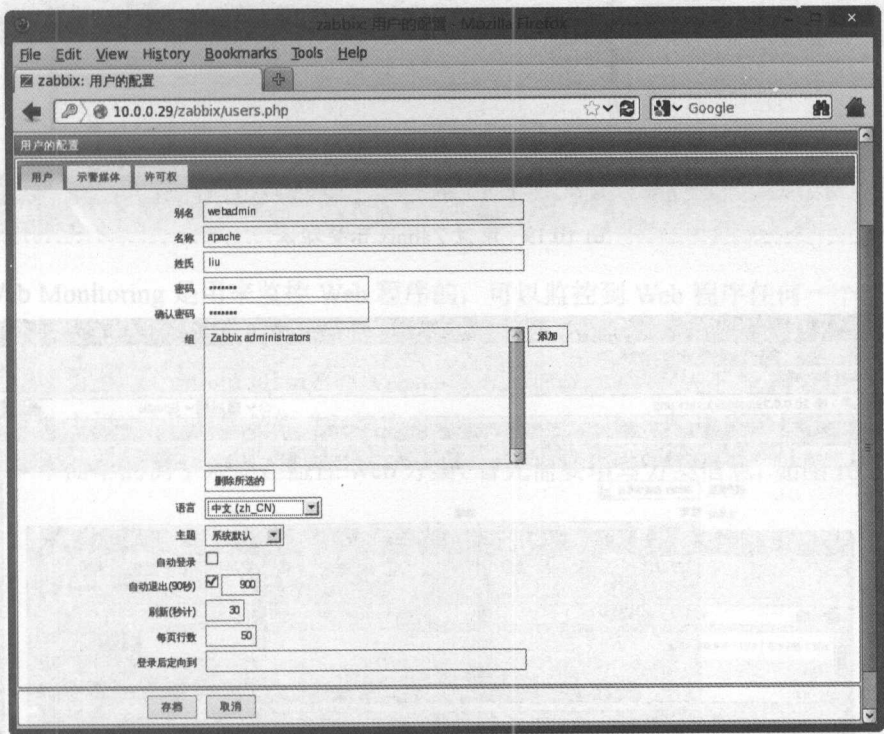 zabbix: 用户的配置 - Mozilla Firefox
File Edit View History Bookmarks Tools Help
zabbix: 用户的配置
10.0.0.29/zabbix/users.php
Google
用户的配置
用户 示警媒体 许可权
别名 webadmin
名称 apache
姓氏 liu
密码 •••••••
确认密码 •••••••
组 Zabbix administrators 添加
删除所选的
语言 中文 (zh_CN)
主题 系统默认
自动登录
自动退出(90秒) 900
刷新(秒计) 30
每页行数 50
登录后定向到
存档 取消